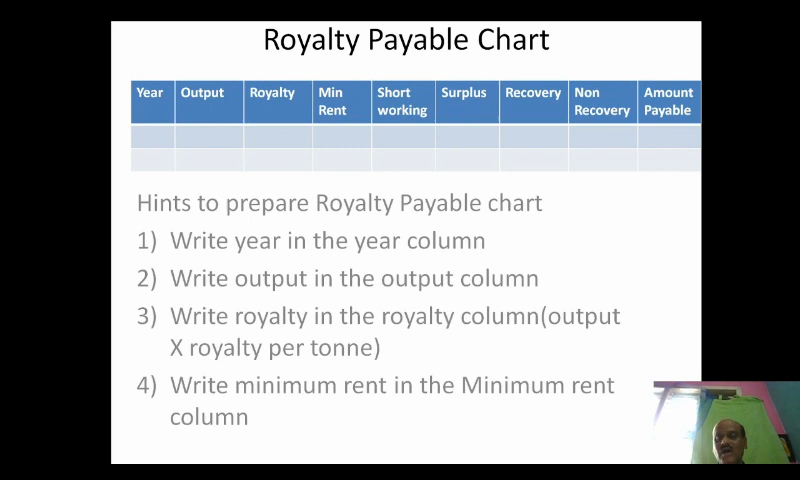 Royalty Payable Chart
Year Output Royalty Min Rent Short working Surplus Recovery Non Recovery Amount Payable
Hints to prepare Royalty Payable chart
1) Write year in the year column
2) Write output in the output column
3) Write royalty in the royalty column(output
X royalty per tonne)
4) Write minimum rent in the Minimum rent
column